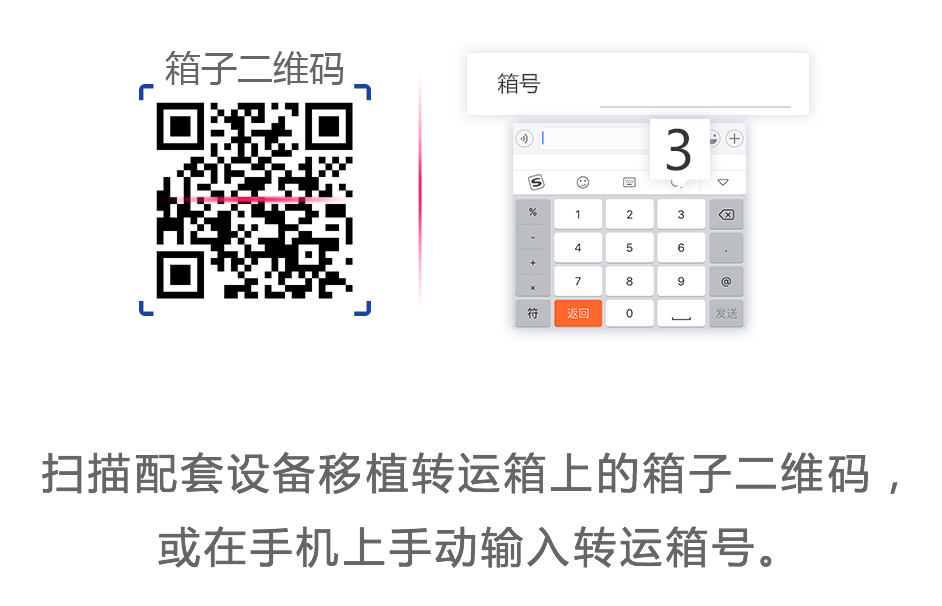 箱子二维码
箱号
3
% 1 2 3
- 4 5 6 .
+
7 8 9 @
×
符 返回 0 发送
扫描配套设备移植转运箱上的箱子二维码，
或在手机上手动输入转运箱号。